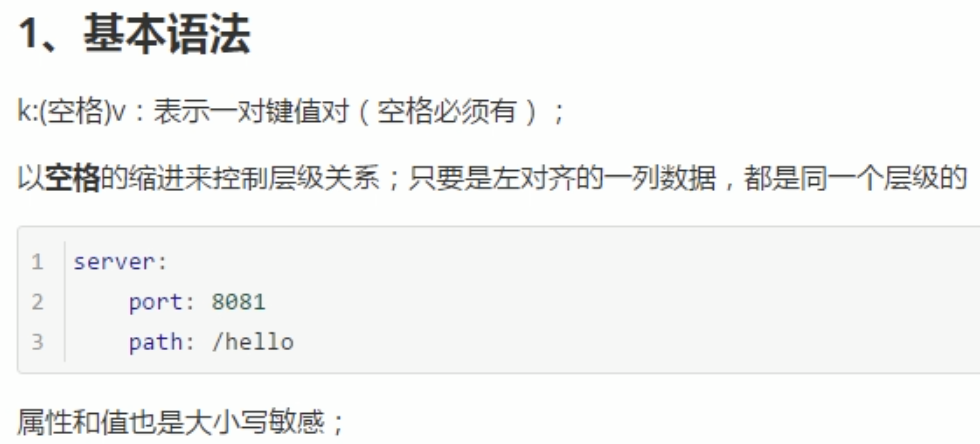 1、基本语法
k:(空格)v：表示一对键值对（空格必须有）；
以空格的缩进来控制层级关系；只要是左对齐的一列数据，都是同一个层级的
1 server:
2     port: 8081
3     path: /hello
属性和值也是大小写敏感；